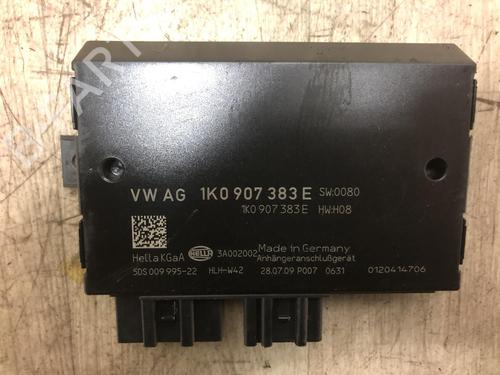 VW AG 1K0 907 383 E SW:0080
1K0 907 383 E HW:H08
Hella KGaA HELLA 3A002002 Made in Germany
Anhängeranschlußgerät
5DS 009 995-22 HLH-W42 28.07.09 P007 0631 0120414706